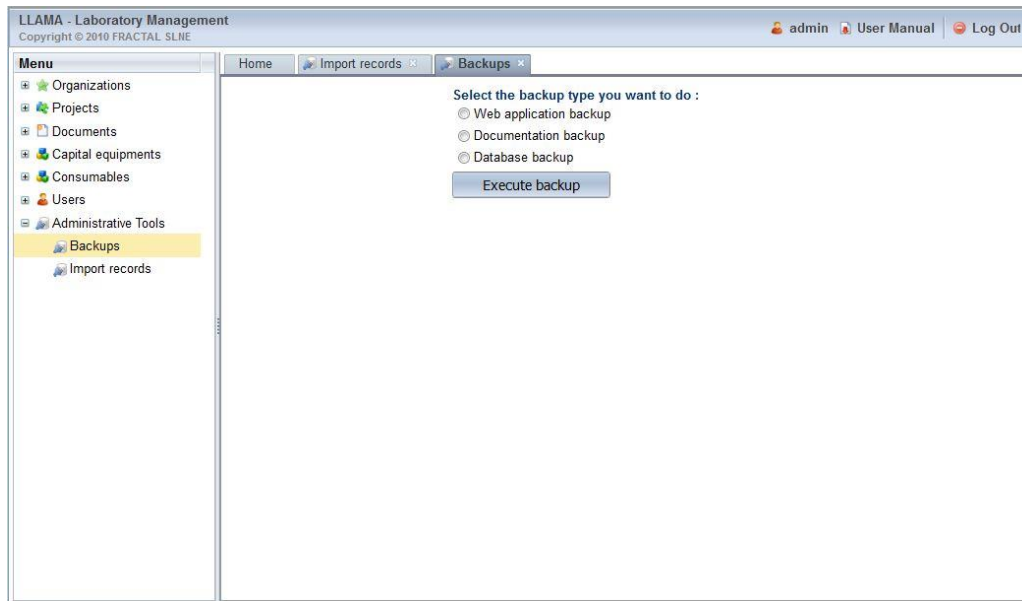 LLAMA - Laboratory Management
Copyright © 2010 FRACTAL SLNE
admin User Manual Log Out
Menu
Organizations
Projects
Documents
Capital equipments
Consumables
Users
Administrative Tools
Backups
Import records
Home Import records Backups
Select the backup type you want to do :
Web application backup
Documentation backup
Database backup
Execute backup